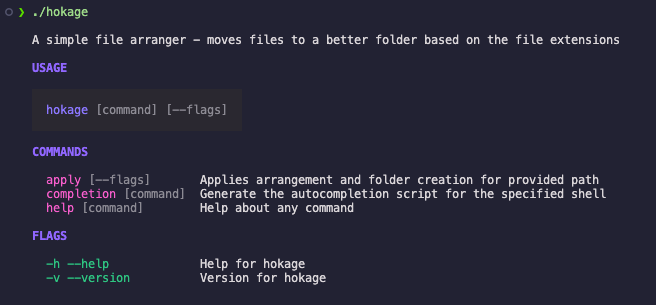 ❯ ./hokage
A simple file arranger – moves files to a better folder based on the file extensions
USAGE
hokage [command] [--flags]
COMMANDS
apply [--flags] Applies arrangement and folder creation for provided path
completion [command] Generate the autocompletion script for the specified shell
help [command] Help about any command
FLAGS
-h --help Help for hokage
-v --version Version for hokage